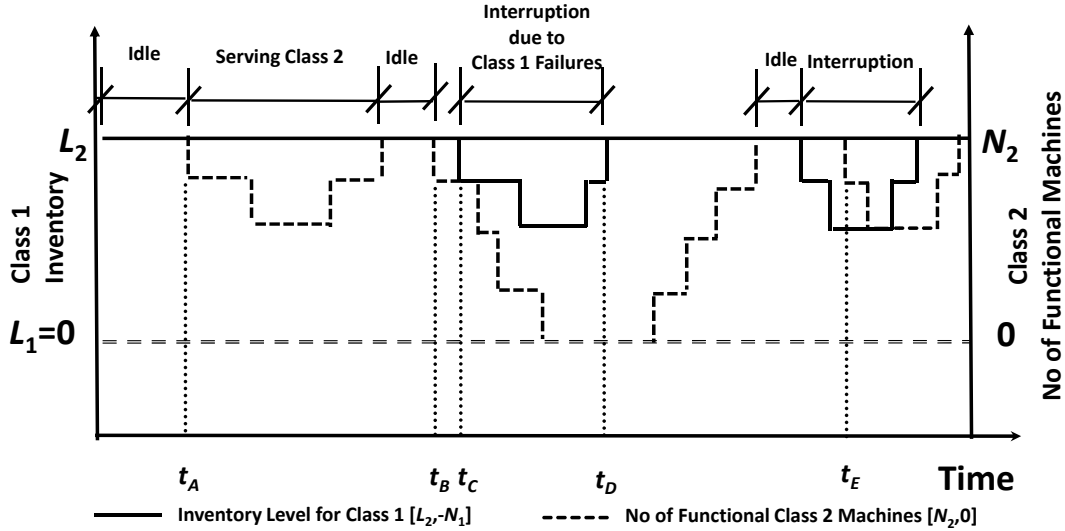 Interruption
due to
Class 1 Failures
Idle
Serving Class 2
Idle
Idle
Interruption
L2
N2
Class 1
Inventory
Class 2
No of Functional Machines
L1=0
0
tA
tB
tC
tD
tE
Time
Inventory Level for Class 1 [L2,-N1]
No of Functional Class 2 Machines [N2,0]